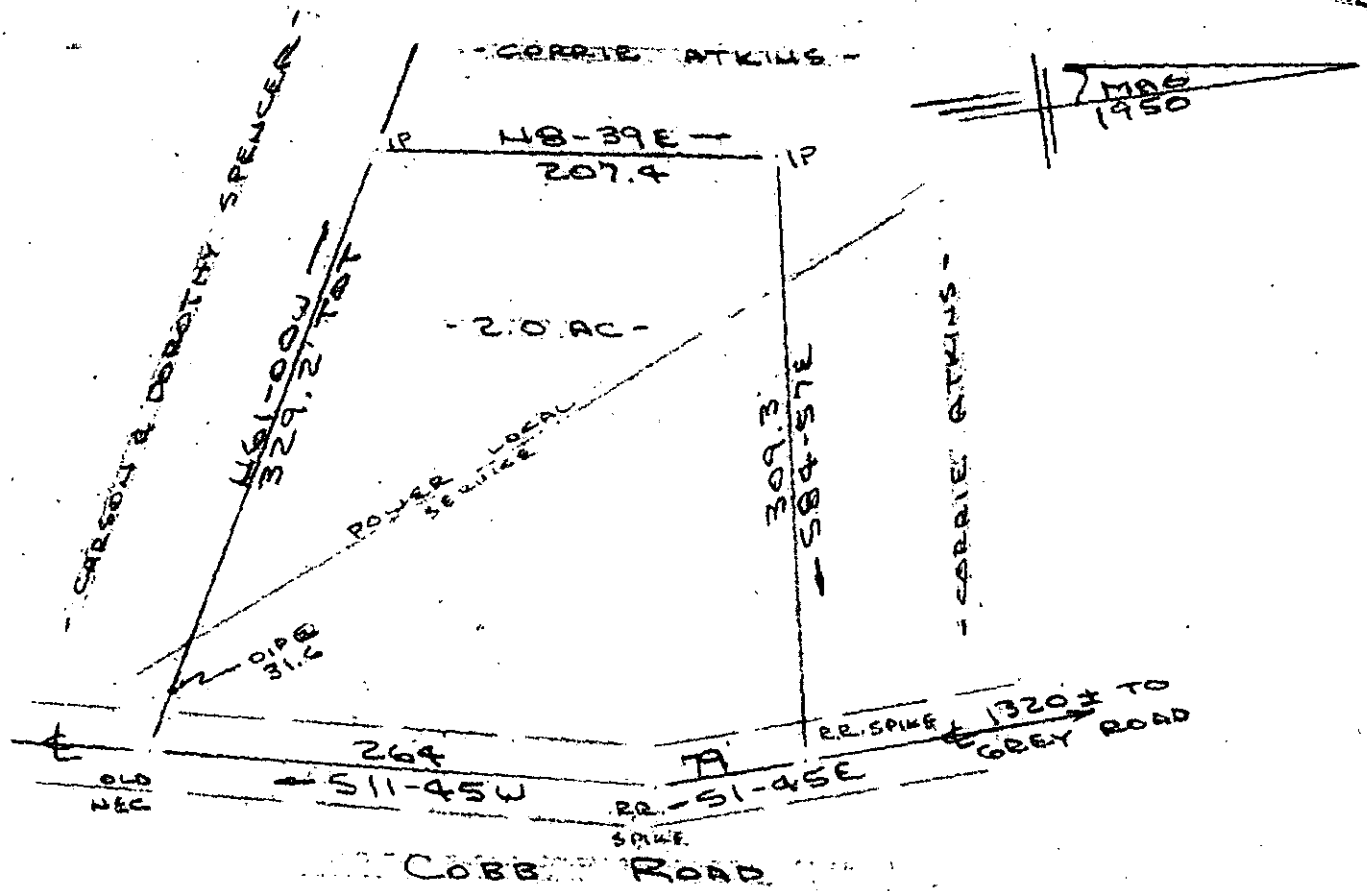 - CORRIE ATKINS -
MAG
1950
IP
N8-39E
207.4
IP
- CARSON & DOROTHY SPENCER -
N61-00W
329.2' TOT
- 2.0 AC -
POWER LOCAL
SERVICE
309.3
S84-57E
- CORRIE ATKINS -
OIP @
31.6
OLD
NEC
264
S11-45W
79'
S1-45E
R.R.
SPIKE
R.R. SPIKE
1320 ± TO
GREY ROAD
COBB ROAD